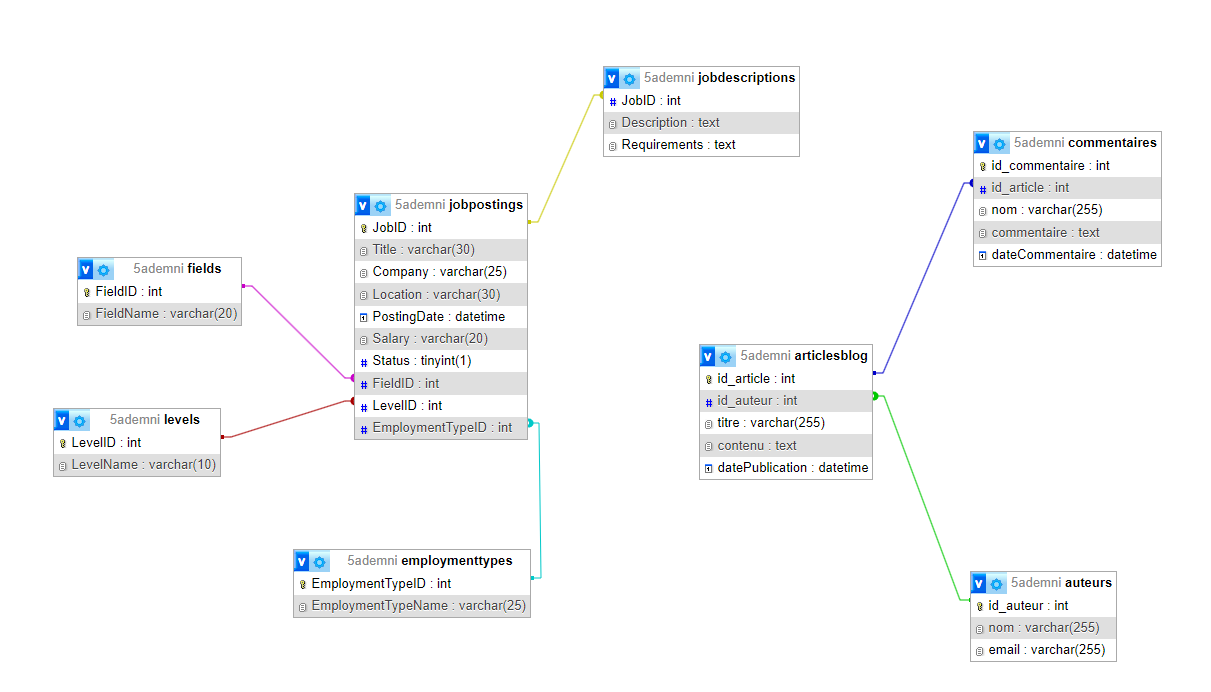 5ademni jobdescriptions
JobID : int
Description : text
Requirements : text
5ademni commentaires
id_commentaire : int
id_article : int
nom : varchar(255)
commentaire : text
dateCommentaire : datetime
5ademni jobpostings
JobID : int
Title : varchar(30)
Company : varchar(25)
Location : varchar(30)
PostingDate : datetime
Salary : varchar(20)
Status : tinyint(1)
FieldID : int
LevelID : int
EmploymentTypeID : int
5ademni fields
FieldID : int
FieldName : varchar(20)
5ademni articlesblog
id_article : int
id_auteur : int
titre : varchar(255)
contenu : text
datePublication : datetime
5ademni levels
LevelID : int
LevelName : varchar(10)
5ademni employmenttypes
EmploymentTypeID : int
EmploymentTypeName : varchar(25)
5ademni auteurs
id_auteur : int
nom : varchar(255)
email : varchar(255)